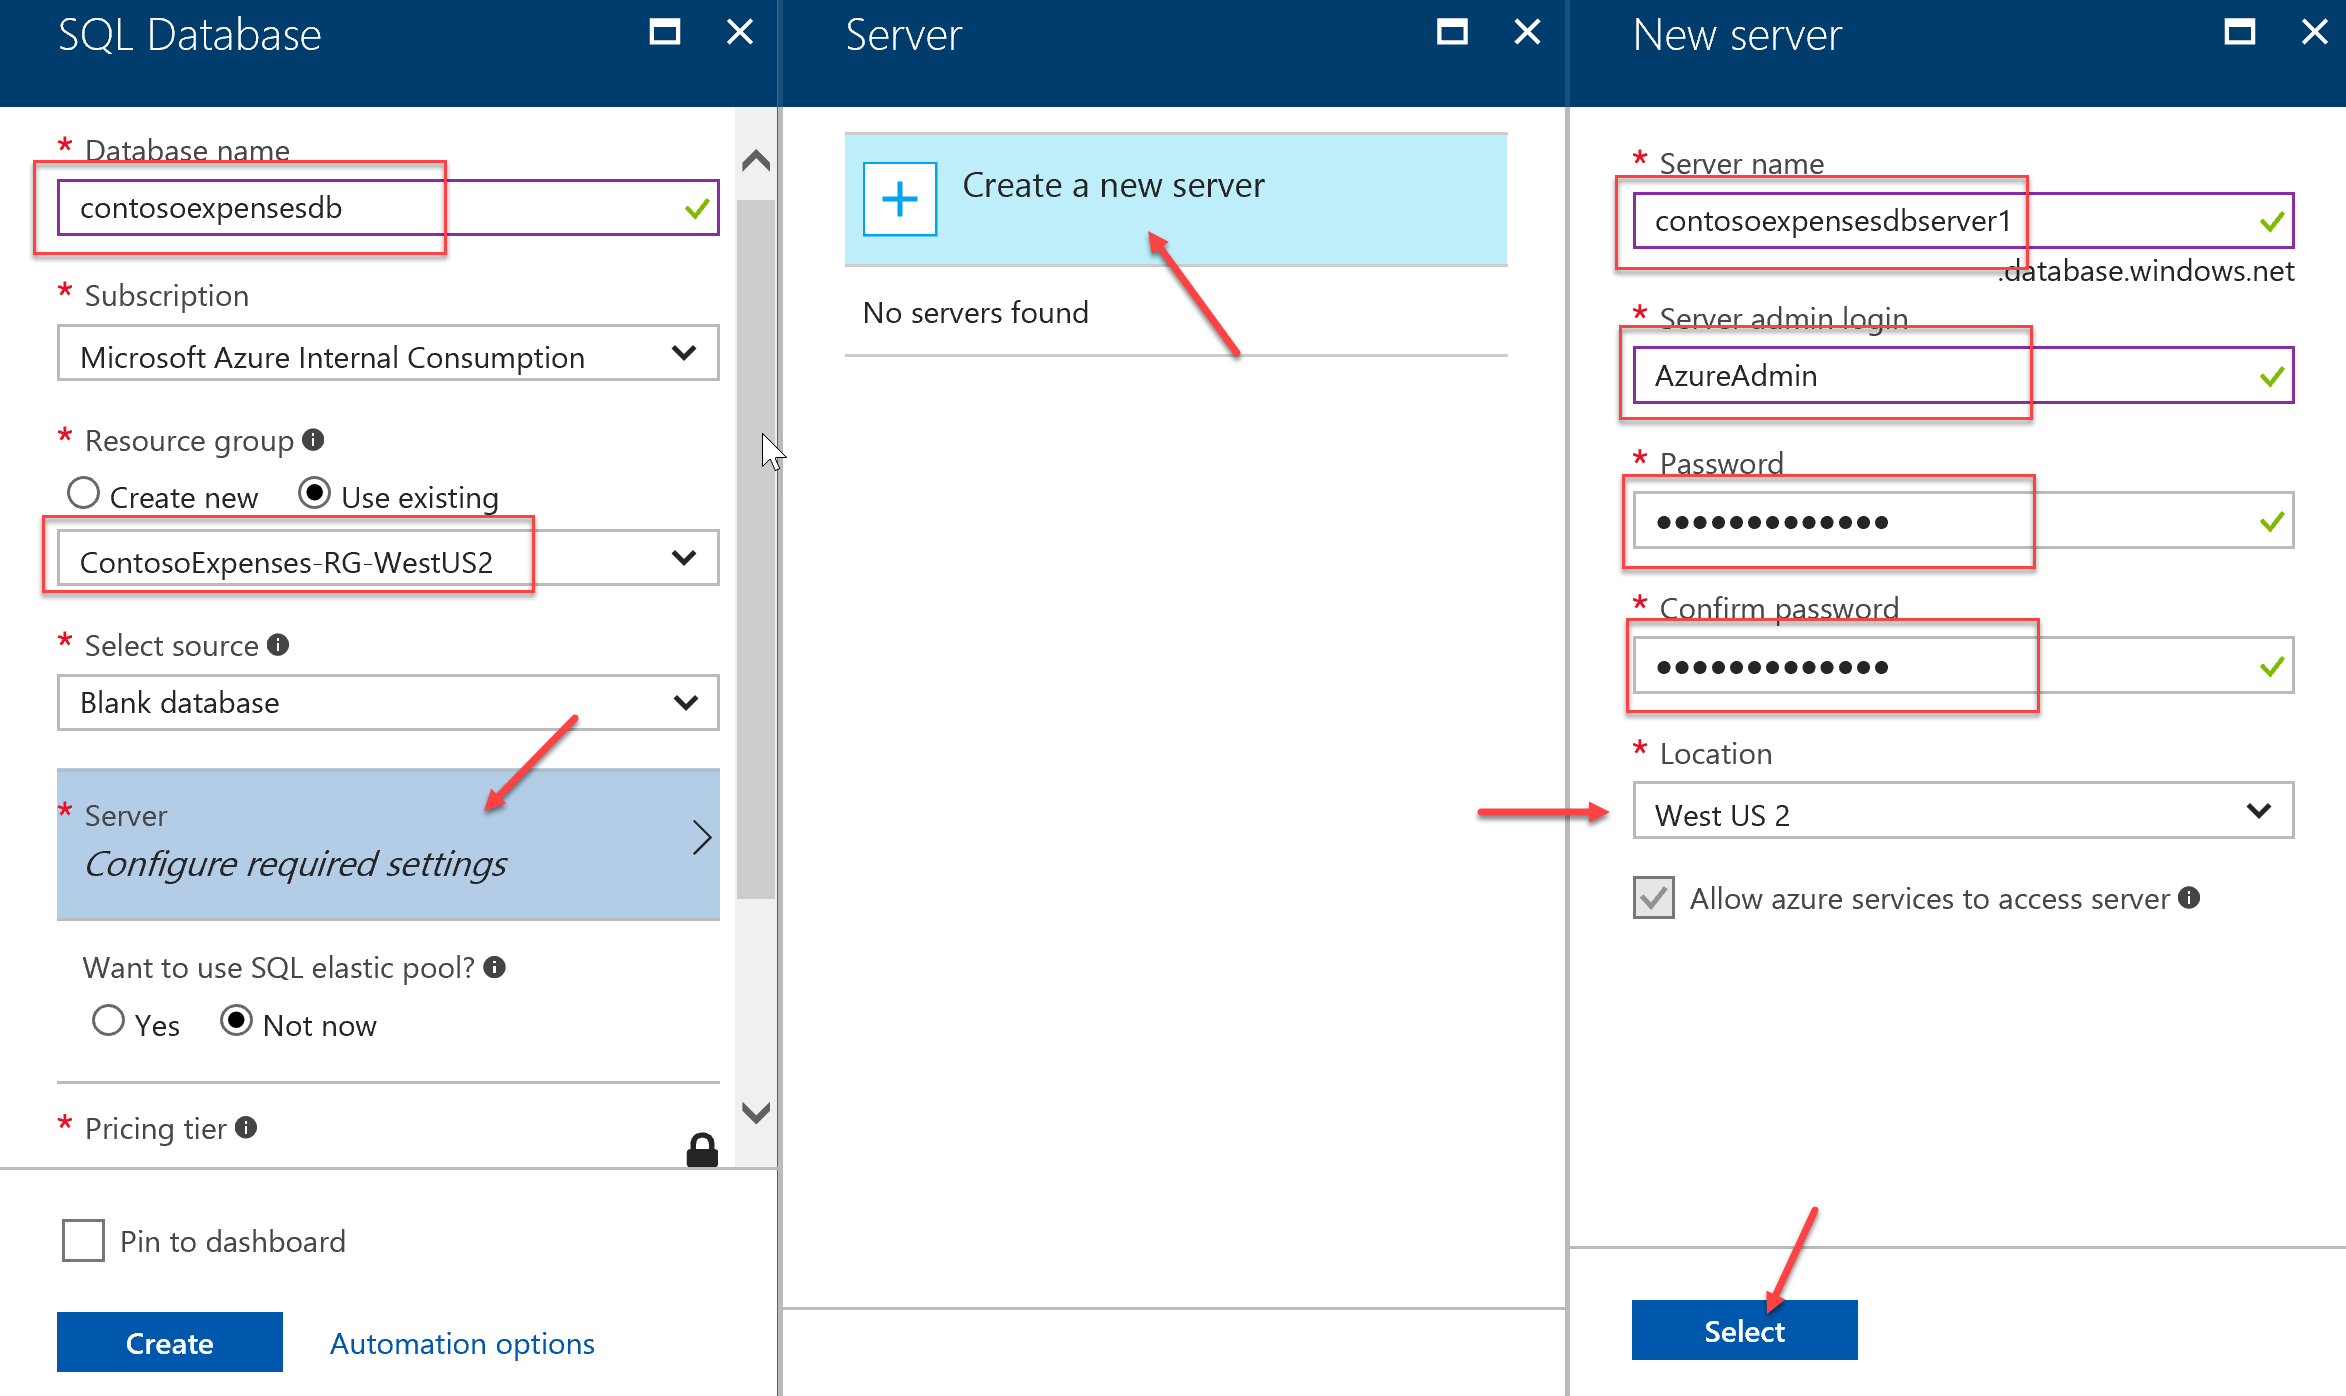 SQL Database
* Database name
contosoexpensesdb
* Subscription
Microsoft Azure Internal Consumption
* Resource group
Create new
Use existing
ContosoExpenses-RG-WestUS2
* Select source
Blank database
* Server
Configure required settings
Want to use SQL elastic pool?
Yes
Not now
* Pricing tier
Pin to dashboard
Create
Automation options
Server
Create a new server
No servers found
New server
* Server name
contosoexpensesdbserver1
.database.windows.net
* Server admin login
AzureAdmin
* Password
●●●●●●●●●●●●●
* Confirm password
●●●●●●●●●●●●●
* Location
West US 2
Allow azure services to access server
Select